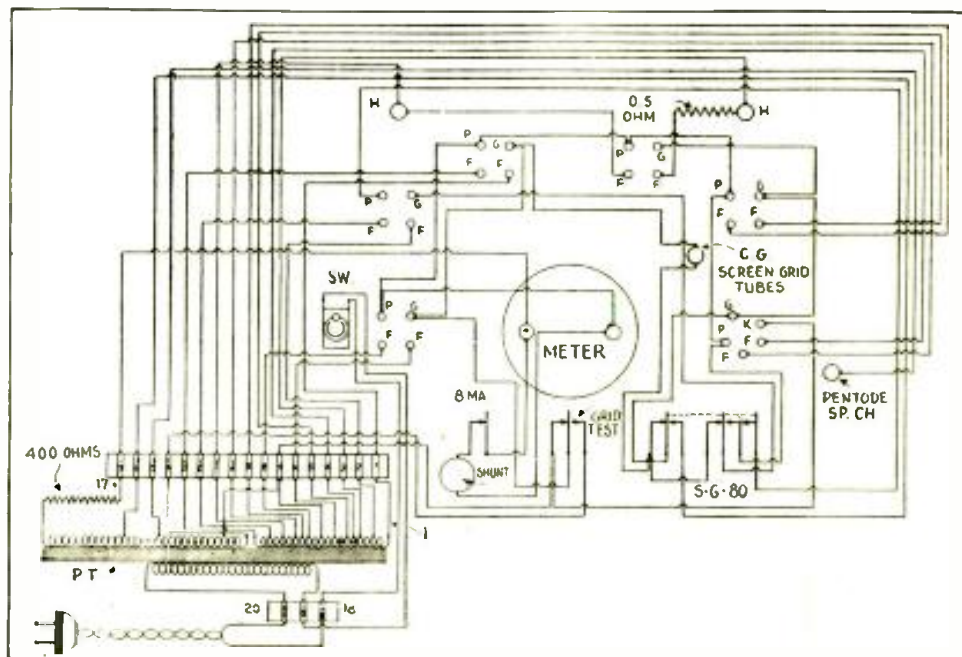 H
0.5
OHM
H
P
G
F
F
P
G
F
F
P
G
F
F
P
G
F
F
C G
SCREEN GRID
TUBES
SW
P
G
F
F
METER
G
K
P
F
F
PENTODE
SP. CH
8 MA
GRID
TEST
SHUNT
S-G-80
400 OHMS
17
1
PT
20
18